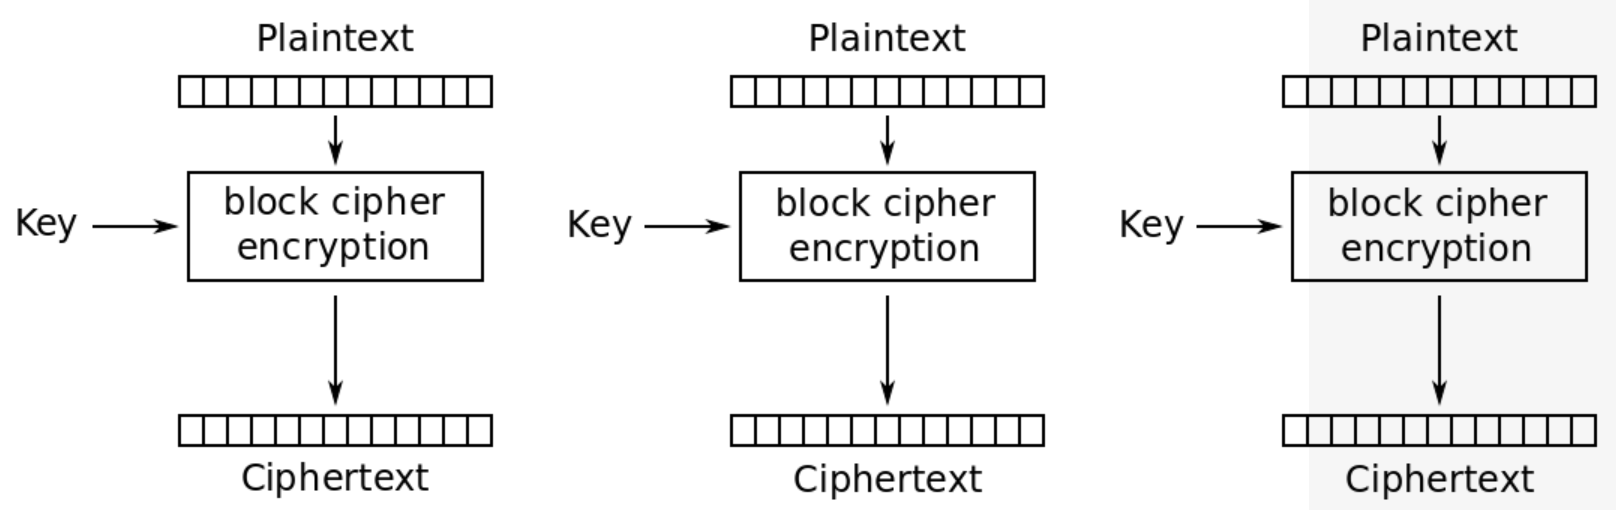 Plaintext
Plaintext
Plaintext
Key
block cipher
encryption
Key
block cipher
encryption
Key
block cipher
encryption
Ciphertext
Ciphertext
Ciphertext